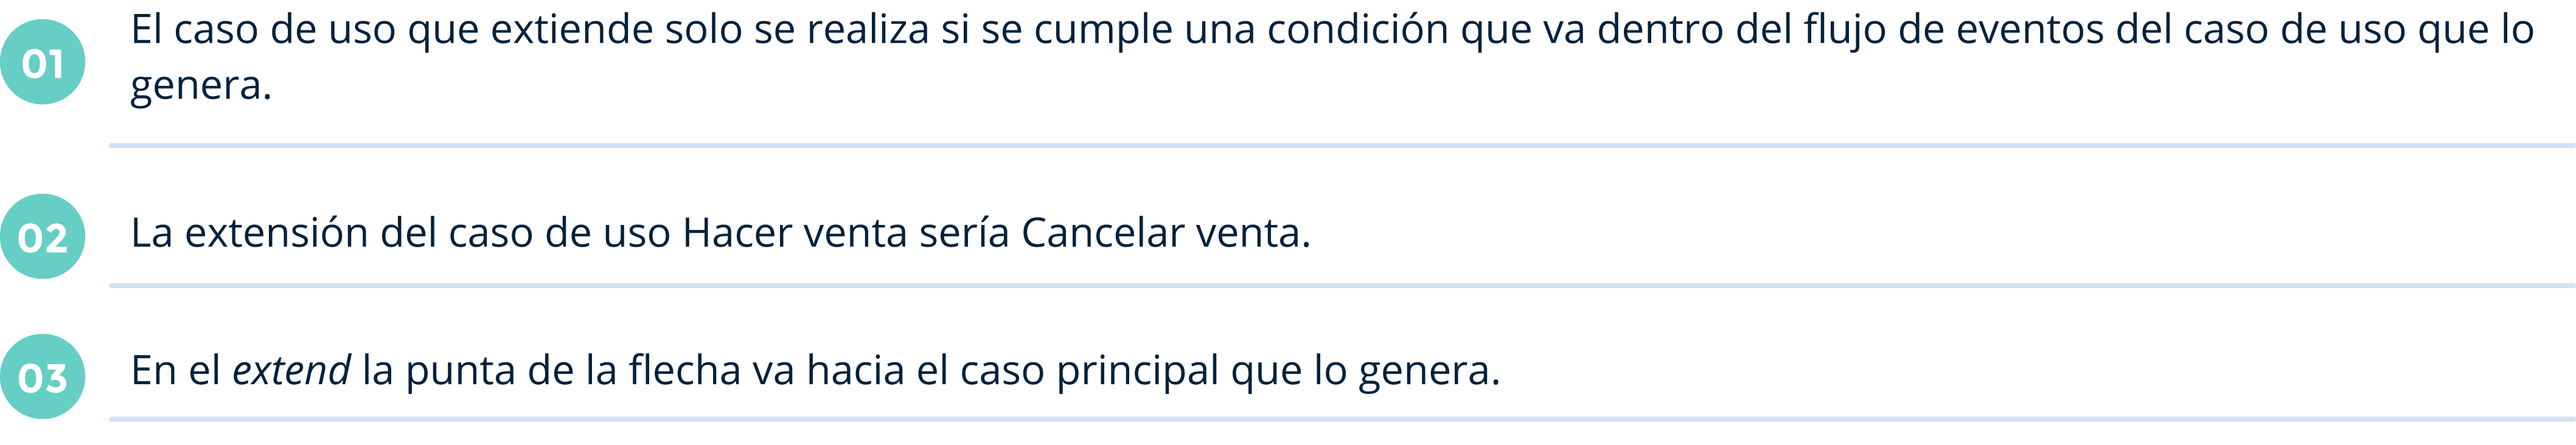 01
El caso de uso que extiende solo se realiza si se cumple una condición que va dentro del flujo de eventos del caso de uso que lo
genera.
02
La extensión del caso de uso Hacer venta sería Cancelar venta.
03
En el extend la punta de la flecha va hacia el caso principal que lo genera.